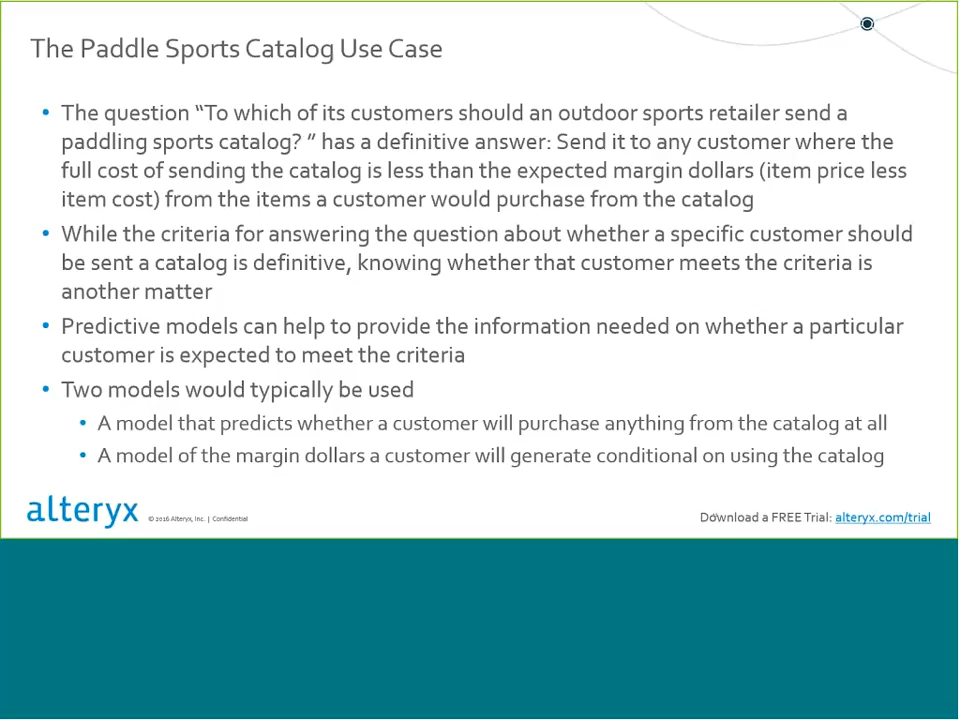 The Paddle Sports Catalog Use Case
• The question “To which of its customers should an outdoor sports retailer send a
paddling sports catalog? ” has a definitive answer: Send it to any customer where the
full cost of sending the catalog is less than the expected margin dollars (item price less
item cost) from the items a customer would purchase from the catalog
• While the criteria for answering the question about whether a specific customer should
be sent a catalog is definitive, knowing whether that customer meets the criteria is
another matter
• Predictive models can help to provide the information needed on whether a particular
customer is expected to meet the criteria
• Two models would typically be used
• A model that predicts whether a customer will purchase anything from the catalog at all
• A model of the margin dollars a customer will generate conditional on using the catalog
alteryx © 2016 Alteryx, Inc. | Confidential
Download a FREE Trial: alteryx.com/trial